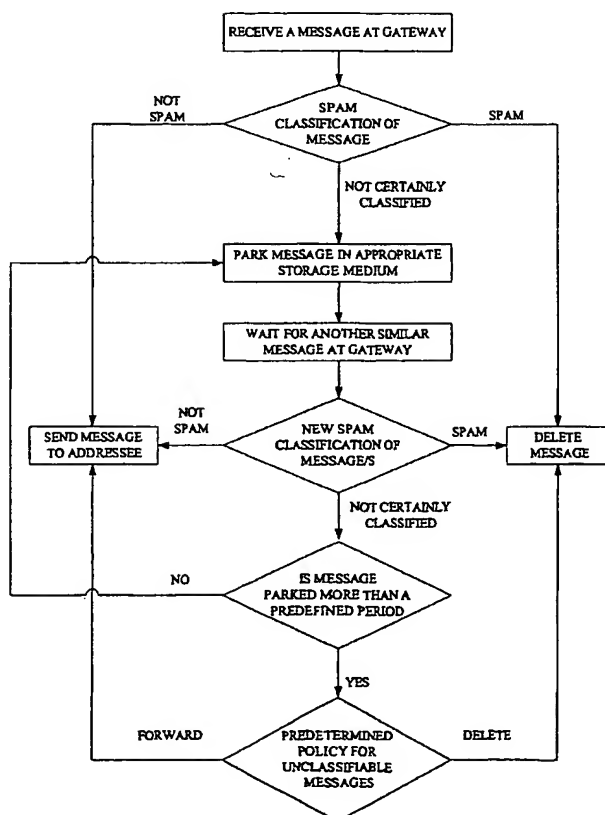 RECEIVE A MESSAGE AT GATEWAY
NOT
SPAM
SPAM
CLASSIFICATION OF
MESSAGE
SPAM
NOT CERTAINLY
CLASSIFIED
PARK MESSAGE IN APPROPRIATE
STORAGE MEDIUM
WAIT FOR ANOTHER SIMILAR
MESSAGE AT GATEWAY
SEND MESSAGE
TO ADDRESSEE
NOT
SPAM
NEW SPAM
CLASSIFICATION OF
MESSAGE/S
SPAM
DELETE
MESSAGE
NOT CERTAINLY
CLASSIFIED
NO
IS MESSAGE
PARKED MORE THAN A
PREDEFINED PERIOD
YES
FORWARD
PREDETERMINED
POLICY FOR
UNCLASSIFIABLE
MESSAGES
DELETE